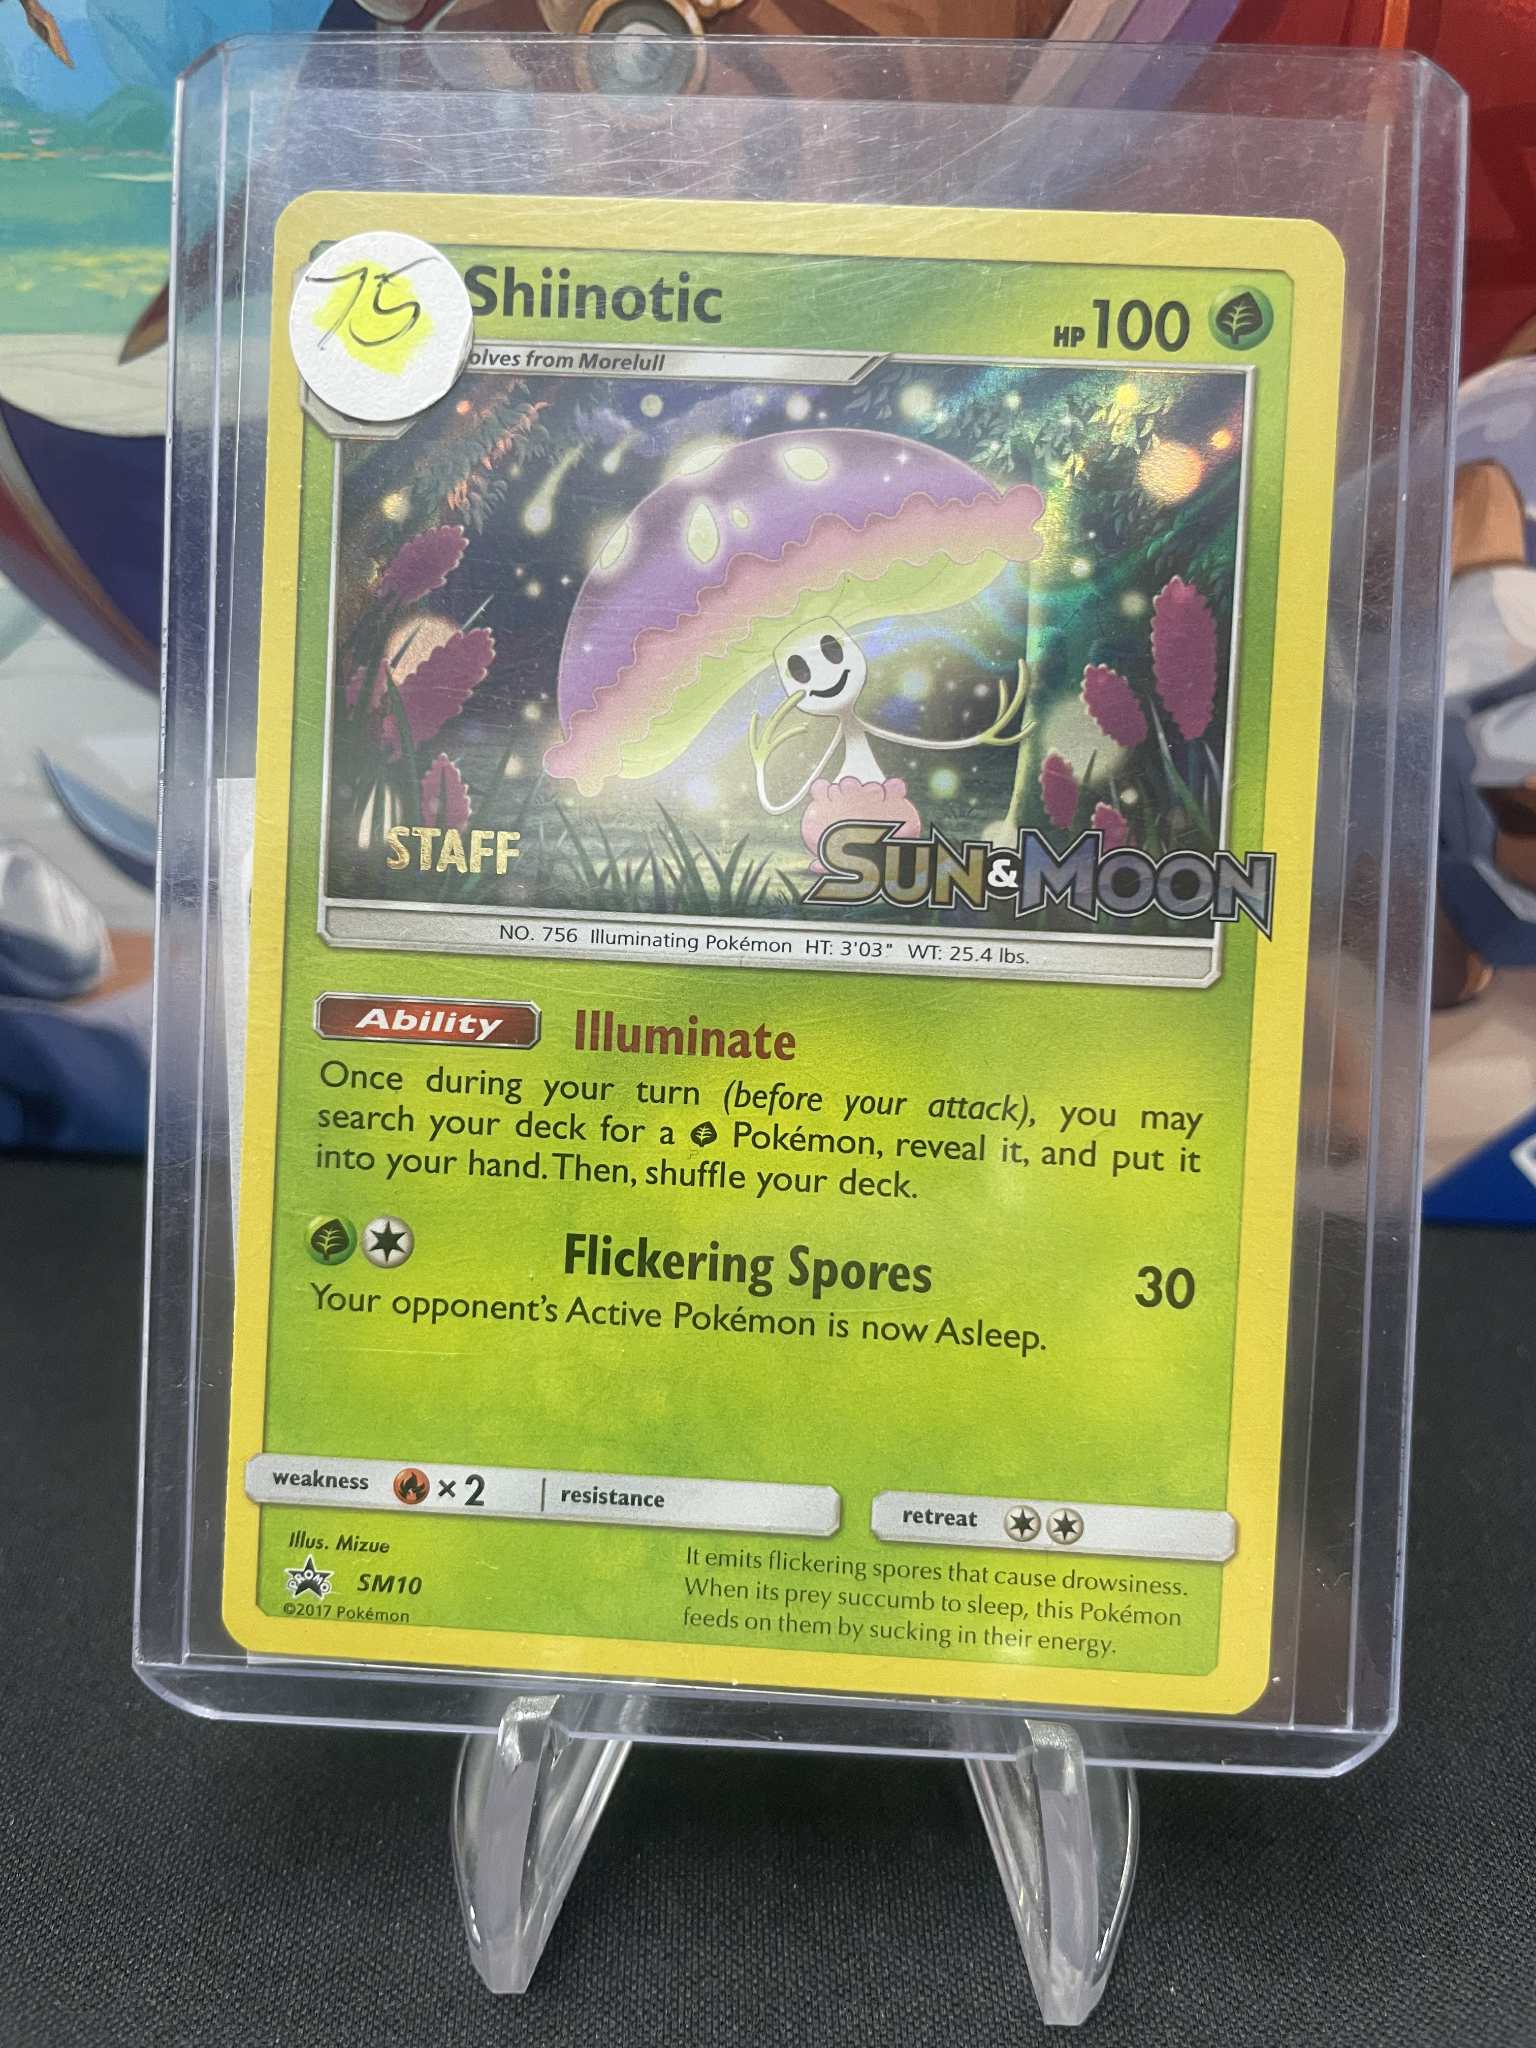 75
Shiinotic
HP 100
olves from Morelull
STAFF
SUN & MOON
NO. 756 Illuminating Pokémon HT: 3'03" WT: 25.4 lbs.
Ability Illuminate
Once during your turn (before your attack), you may
search your deck for a Pokémon, reveal it, and put it
into your hand. Then, shuffle your deck.
Flickering Spores 30
Your opponent's Active Pokémon is now Asleep.
weakness ×2 resistance
retreat
Illus. Mizue
PROMO SM10
©2017 Pokémon
It emits flickering spores that cause drowsiness.
When its prey succumb to sleep, this Pokémon
feeds on them by sucking in their energy.